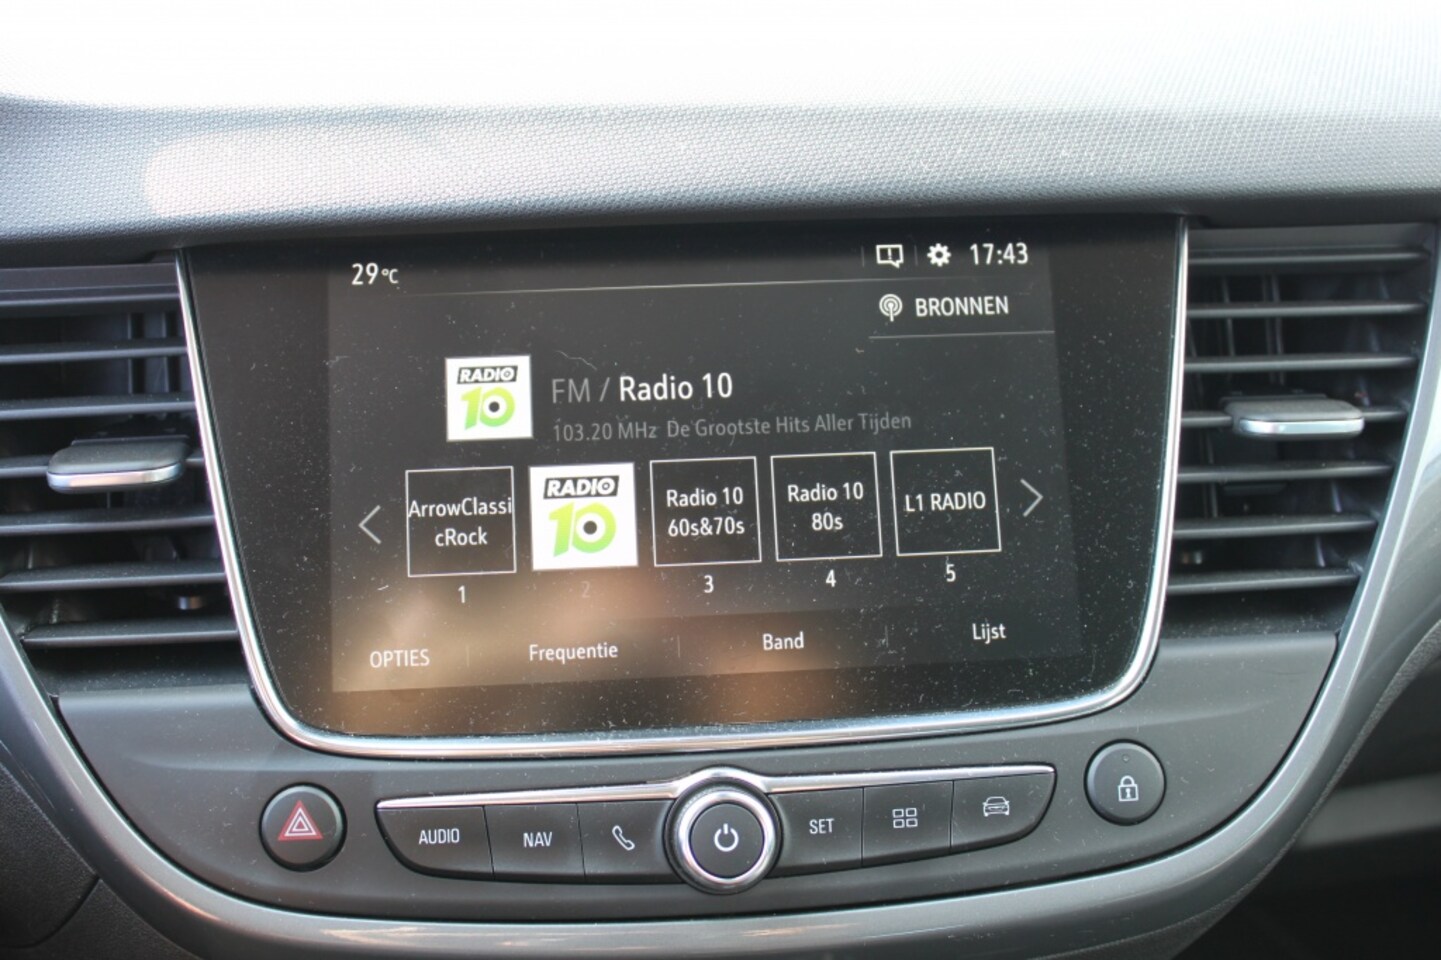 29°C
17:43
BRONNEN
RADIO
10
FM / Radio 10
103.20 MHz De Grootste Hits Aller Tijden
ArrowClassi
cRock
RADIO
10
Radio 10
60s&70s
Radio 10
80s
L1 RADIO
1
2
3
4
5
OPTIES
Frequentie
Band
Lijst
AUDIO
NAV
SET